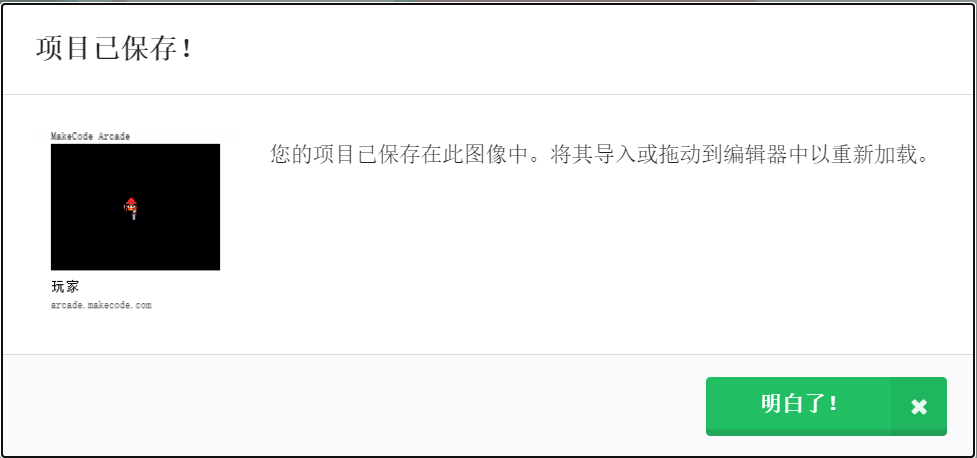 项目已保存！
MakeCode Arcade
您的项目已保存在此图像中。将其导入或拖动到编辑器中以重新加载。
玩家
arcade.makecode.com
明白了！